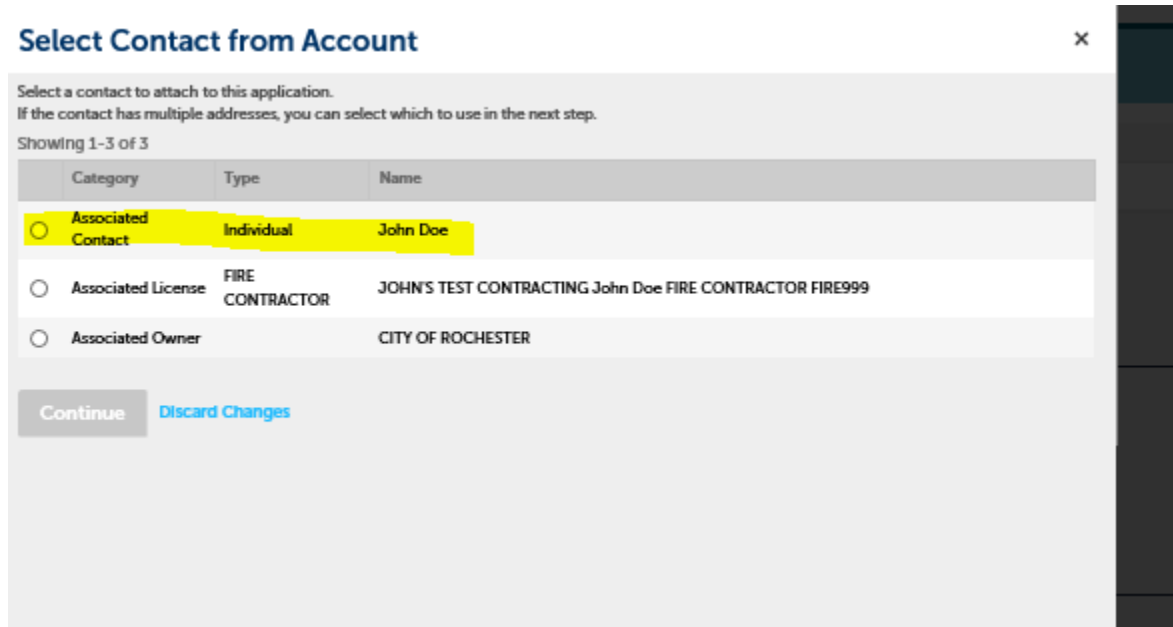 Select Contact from Account
×
Select a contact to attach to this application.
If the contact has multiple addresses, you can select which to use in the next step.
Showing 1-3 of 3
Category Type Name
Associated Contact Individual John Doe
Associated License FIRE CONTRACTOR JOHN'S TEST CONTRACTING John Doe FIRE CONTRACTOR FIRE999
Associated Owner CITY OF ROCHESTER
Continue Discard Changes